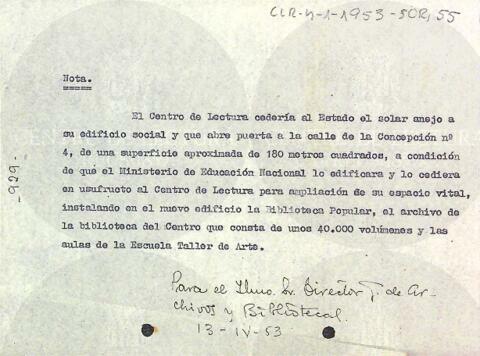 CLR-4-1-1953-SOR, 55
Nota.
El Centro de Lectura cedería al Estado el solar anejo a
su edificio social y que abre puerta a la calle de la Concepción nº
4, de una superficie aproximada de 180 metros cuadrados, a condición
de que el Ministerio de Educación Nacional lo edificara y lo cediera
en usufructo al Centro de Lectura para ampliación de su espacio vital,
instalando en el nuevo edificio la Biblioteca Popular, el archivo de
la biblioteca del Centro que consta de unos 40.000 volúmenes y las
aulas de la Escuela Taller de Arte.
Para el Ilmo. Sr. Director g. de Ar-
chivos y Bibliotecas.
13-IV-53
-929-